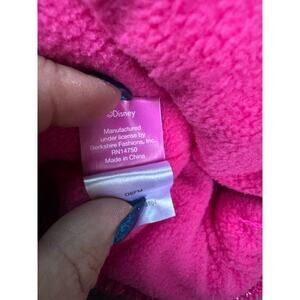 ©Disney
Manufactured
under license by
Berkshire Fashions, Inc.
RN14750
Made in China